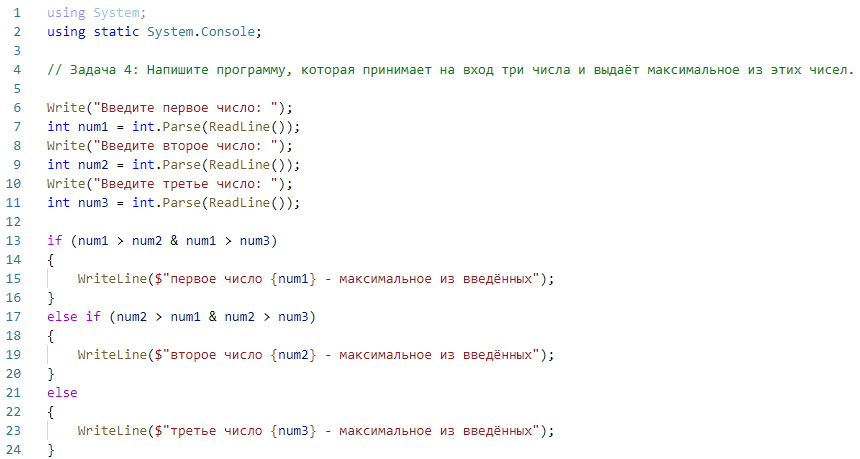 1 using System;
2 using static System.Console;
3
4 // Задача 4: Напишите программу, которая принимает на вход три числа и выдаёт максимальное из этих чисел.
5
6 Write("Введите первое число: ");
7 int num1 = int.Parse(ReadLine());
8 Write("Введите второе число: ");
9 int num2 = int.Parse(ReadLine());
10 Write("Введите третье число: ");
11 int num3 = int.Parse(ReadLine());
12
13 if (num1 > num2 & num1 > num3)
14 {
15     WriteLine($"первое число {num1} - максимальное из введённых");
16 }
17 else if (num2 > num1 & num2 > num3)
18 {
19     WriteLine($"второе число {num2} - максимальное из введённых");
20 }
21 else
22 {
23     WriteLine($"третье число {num3} - максимальное из введённых");
24 }